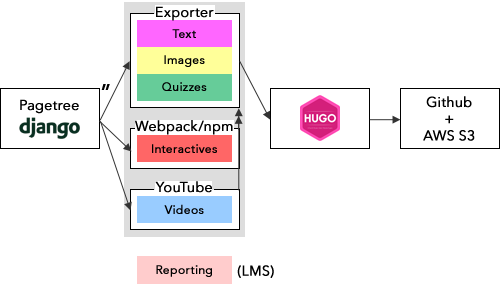 Exporter
Text
Images
Quizzes
Pagetree
django
"
Webpack/npm
Interactives
YouTube
Videos
HUGO
Github
+
AWS S3
Reporting (LMS)